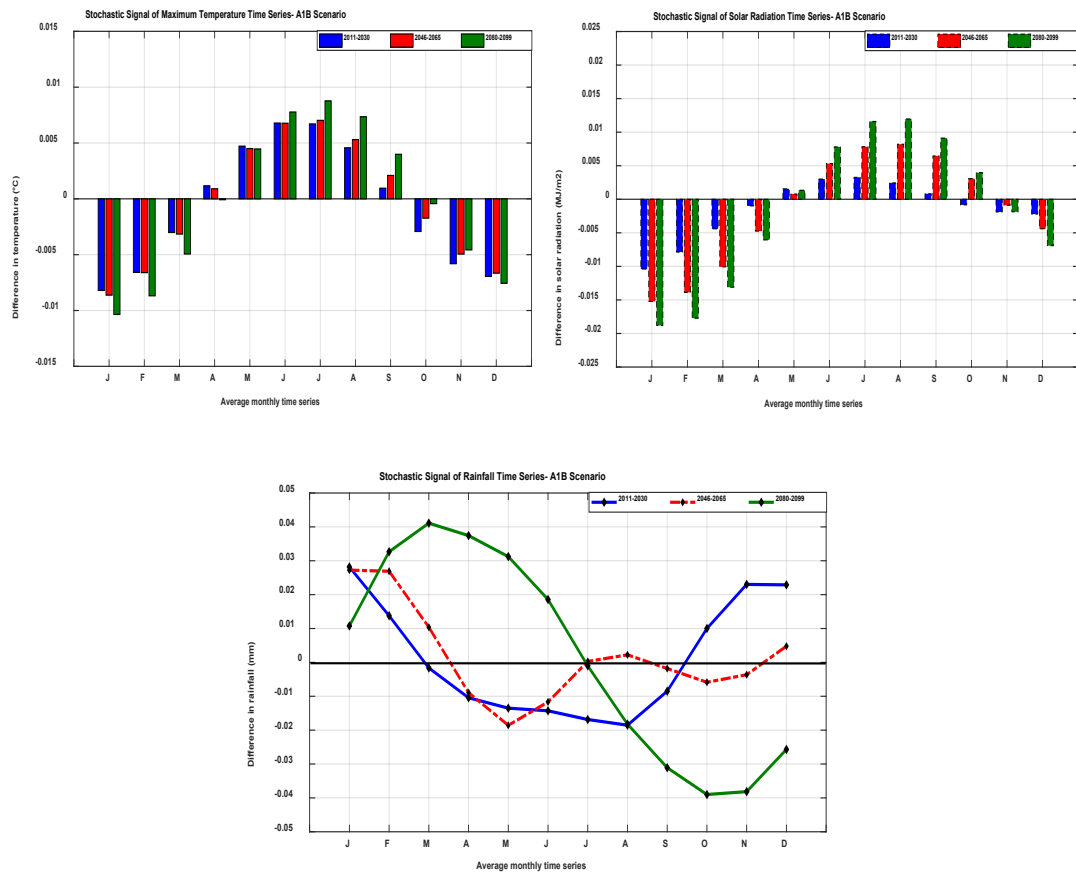 Stochastic Signal of Maximum Temperature Time Series- A1B Scenario
2011-2030 2046-2065 2080-2099
0.015
0.01
0.005
0
-0.005
-0.01
-0.015
Difference in temperature (°C)
J F M A M J J A S O N D
Average monthly time series
Stochastic Signal of Solar Radiation Time Series- A1B Scenario
2011-2030 2046-2065 2080-2099
0.025
0.02
0.015
0.01
0.005
0
-0.005
-0.01
-0.015
-0.02
-0.025
Difference in solar radiation (MJ/m2)
J F M A M J J A S O N D
Average monthly time series
Stochastic Signal of Rainfall Time Series- A1B Scenario
2011-2030 2046-2065 2080-2099
0.05
0.04
0.03
0.02
0.01
0
-0.01
-0.02
-0.03
-0.04
-0.05
Difference in rainfall (mm)
J F M A M J J A S O N D
Average monthly time series